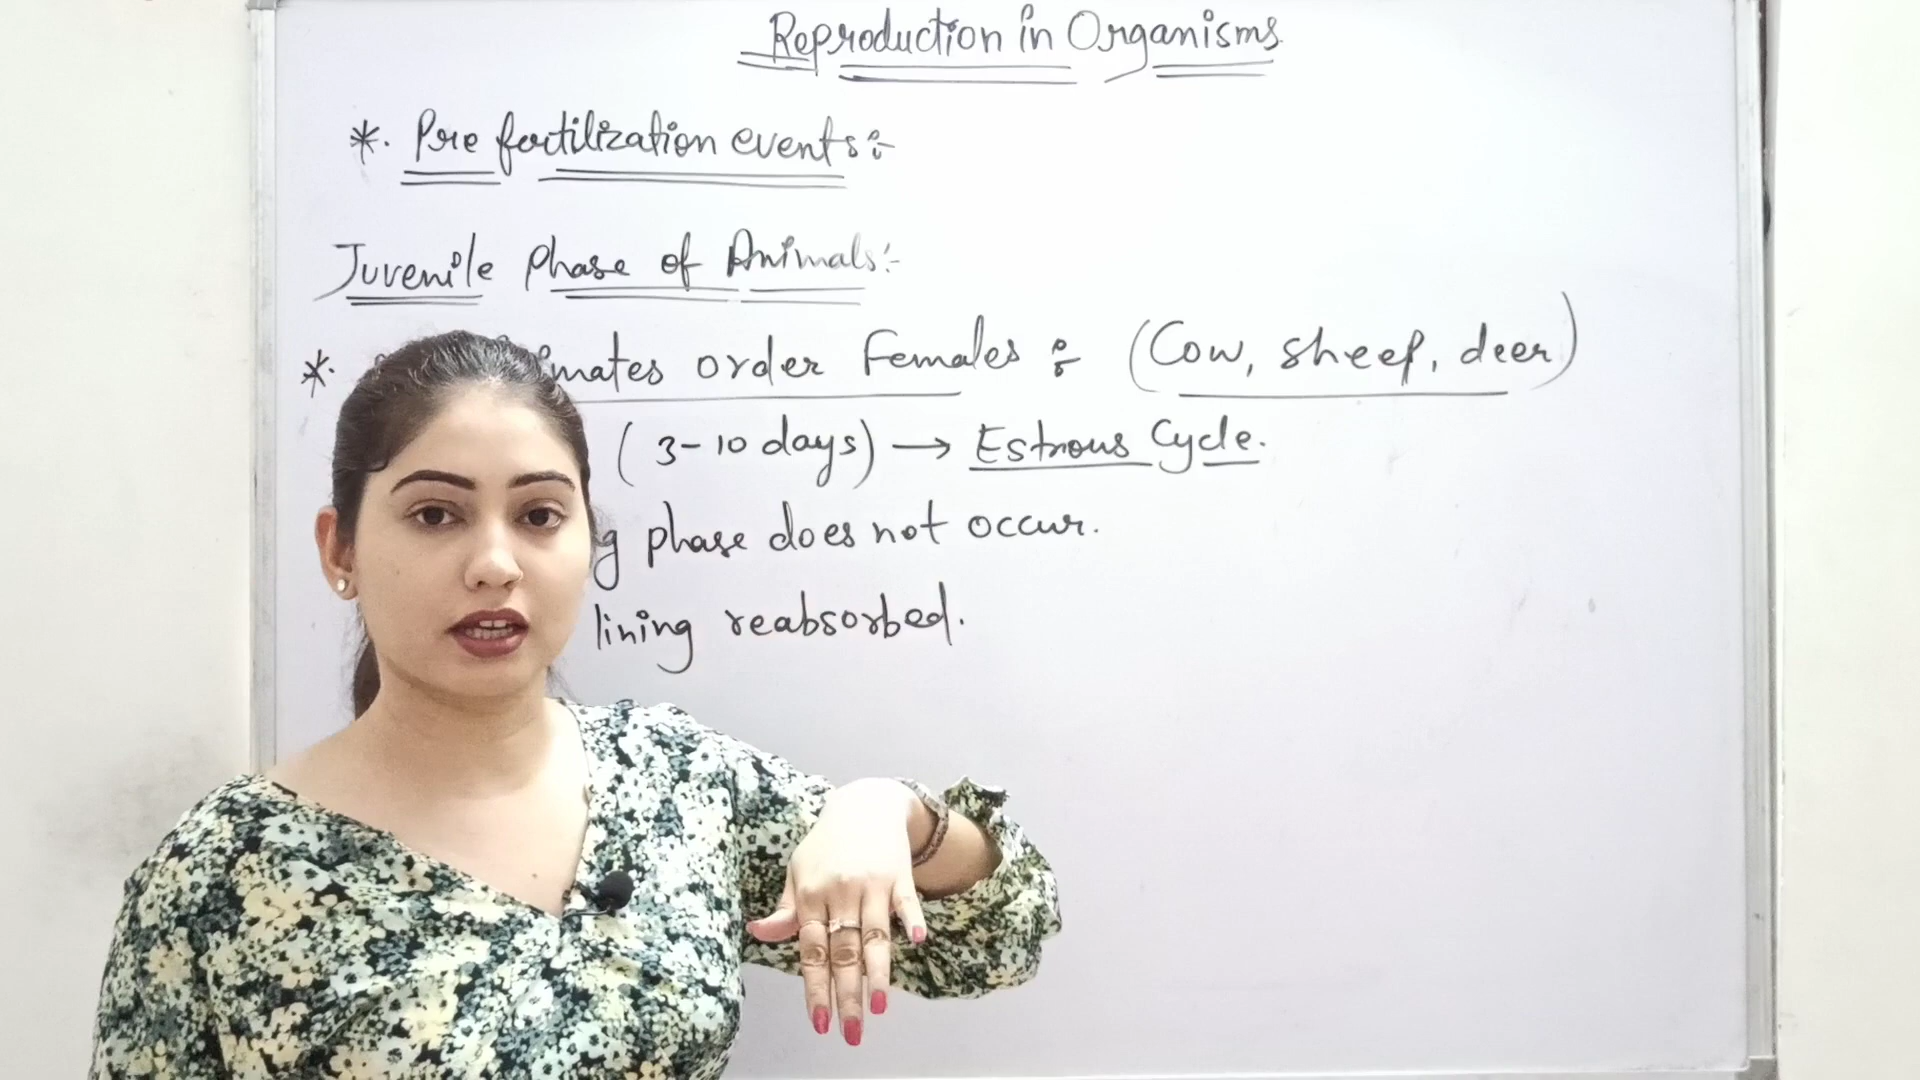 Reproduction in Organisms
*. Pre fertilization events :-
Juvenile Phase of Animals :-
*. order Females : (Cow, sheep, deer)
(3-10 days) → Estrous Cycle.
phase does not occur.
lining reabsorbed.